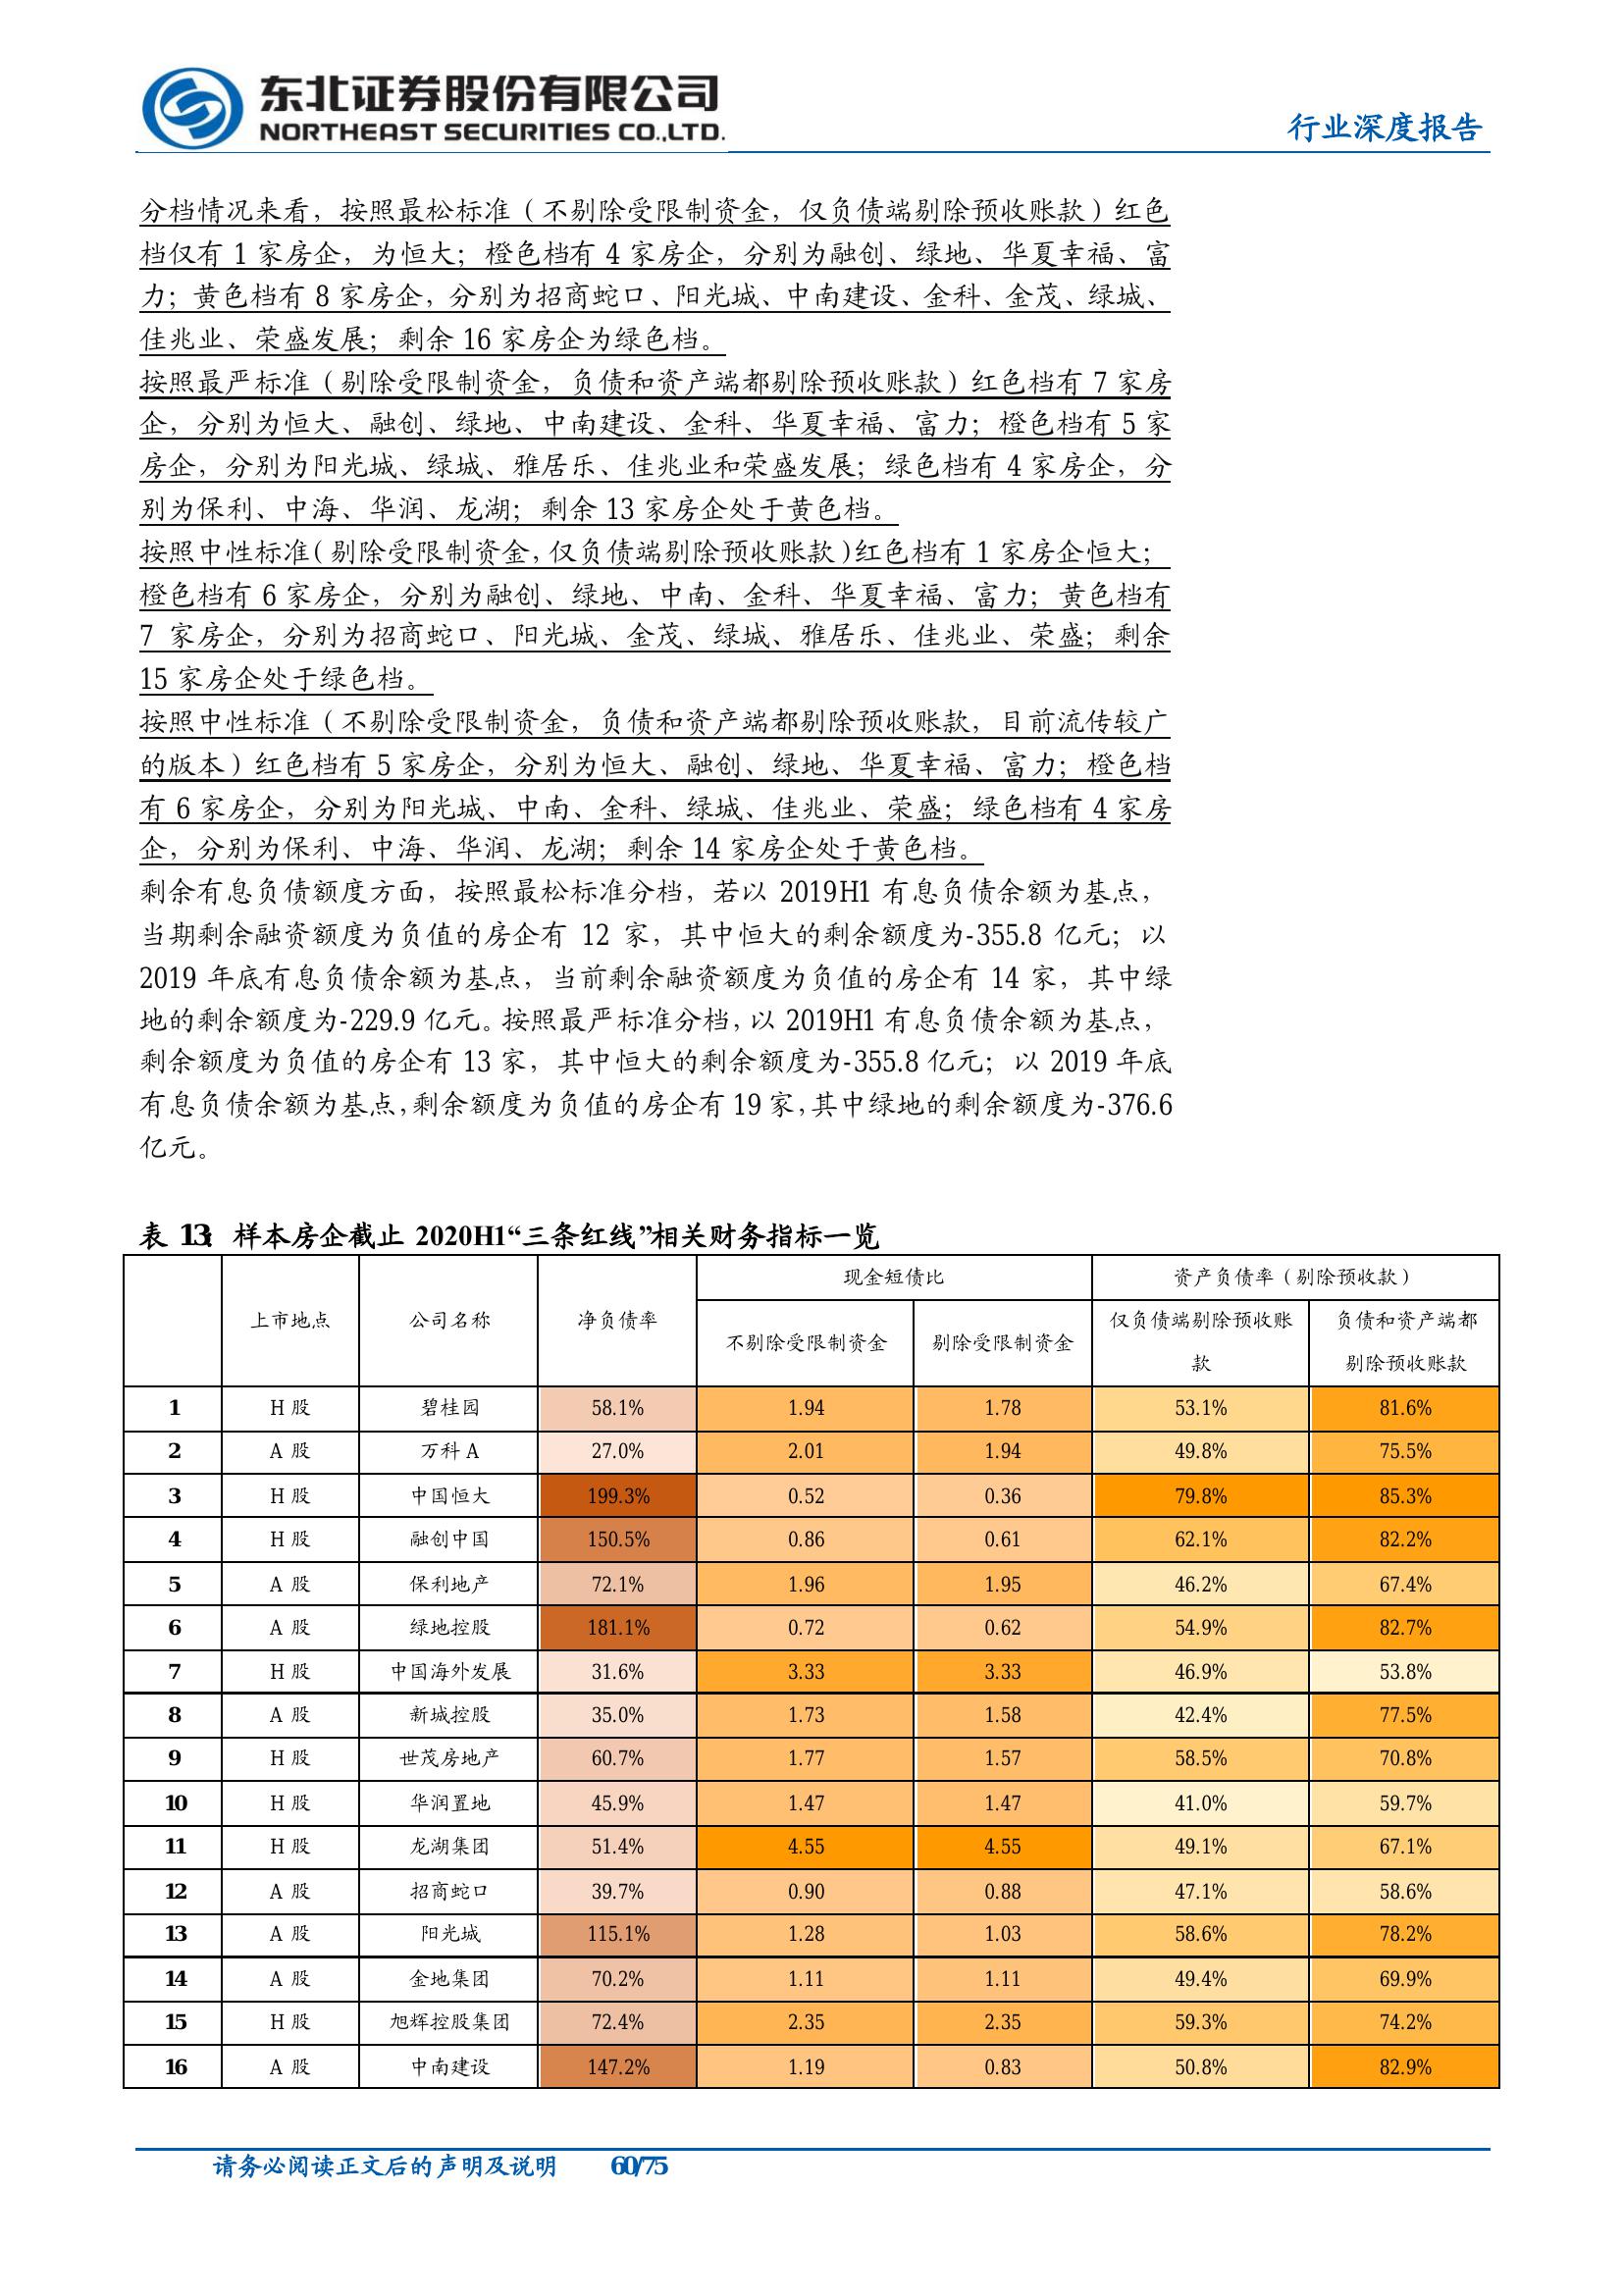 东北证券股份有限公司
NORTHEAST SECURITIES CO.,LTD.
行业深度报告
分档情况来看，按照最松标准（不剔除受限制资金，仅负债端剔除预收账款）红色
档仅有 1 家房企，为恒大；橙色档有 4 家房企，分别为融创、绿地、华夏幸福、富
力；黄色档有 8 家房企，分别为招商蛇口、阳光城、中南建设、金科、金茂、绿城、
佳兆业、荣盛发展；剩余 16 家房企为绿色档。
按照最严标准（剔除受限制资金，负债和资产端都剔除预收账款）红色档有 7 家房
企，分别为恒大、融创、绿地、中南建设、金科、华夏幸福、富力；橙色档有 5 家
房企，分别为阳光城、绿城、雅居乐、佳兆业和荣盛发展；绿色档有 4 家房企，分
别为保利、中海、华润、龙湖；剩余 13 家房企处于黄色档。
按照中性标准（剔除受限制资金，仅负债端剔除预收账款）红色档有 1 家房企恒大；
橙色档有 6 家房企，分别为融创、绿地、中南、金科、华夏幸福、富力；黄色档有
7 家房企，分别为招商蛇口、阳光城、金茂、绿城、雅居乐、佳兆业、荣盛；剩余
15 家房企处于绿色档。
按照中性标准（不剔除受限制资金，负债和资产端都剔除预收账款，目前流传较广
的版本）红色档有 5 家房企，分别为恒大、融创、绿地、华夏幸福、富力；橙色档
有 6 家房企，分别为阳光城、中南、金科、绿城、佳兆业、荣盛；绿色档有 4 家房
企，分别为保利、中海、华润、龙湖；剩余 14 家房企处于黄色档。
剩余有息负债额度方面，按照最松标准分档，若以 2019H1 有息负债余额为基点，
当期剩余融资额度为负值的房企有 12 家，其中恒大的剩余额度为-355.8 亿元；以
2019 年底有息负债余额为基点，当前剩余融资额度为负值的房企有 14 家，其中绿
地的剩余额度为-229.9 亿元。按照最严标准分档，以 2019H1 有息负债余额为基点，
剩余额度为负值的房企有 13 家，其中恒大的剩余额度为-355.8 亿元；以 2019 年底
有息负债余额为基点，剩余额度为负值的房企有 19 家，其中绿地的剩余额度为-376.6
亿元。
表 13：样本房企截止 2020H1“三条红线”相关财务指标一览
上市地点 公司名称 净负债率 现金短债比 资产负债率（剔除预收款）
不剔除受限制资金 剔除受限制资金 仅负债端剔除预收账款 负债和资产端都剔除预收账款
1 H 股 碧桂园 58.1% 1.94 1.78 53.1% 81.6%
2 A 股 万科 A 27.0% 2.01 1.94 49.8% 75.5%
3 H 股 中国恒大 199.3% 0.52 0.36 79.8% 85.3%
4 H 股 融创中国 150.5% 0.86 0.61 62.1% 82.2%
5 A 股 保利地产 72.1% 1.96 1.95 46.2% 67.4%
6 A 股 绿地控股 181.1% 0.72 0.62 54.9% 82.7%
7 H 股 中国海外发展 31.6% 3.33 3.33 46.9% 53.8%
8 A 股 新城控股 35.0% 1.73 1.58 42.4% 77.5%
9 H 股 世茂房地产 60.7% 1.77 1.57 58.5% 70.8%
10 H 股 华润置地 45.9% 1.47 1.47 41.0% 59.7%
11 H 股 龙湖集团 51.4% 4.55 4.55 49.1% 67.1%
12 A 股 招商蛇口 39.7% 0.90 0.88 47.1% 58.6%
13 A 股 阳光城 115.1% 1.28 1.03 58.6% 78.2%
14 A 股 金地集团 70.2% 1.11 1.11 49.4% 69.9%
15 H 股 旭辉控股集团 72.4% 2.35 2.35 59.3% 74.2%
16 A 股 中南建设 147.2% 1.19 0.83 50.8% 82.9%
请务必阅读正文后的声明及说明 60/75